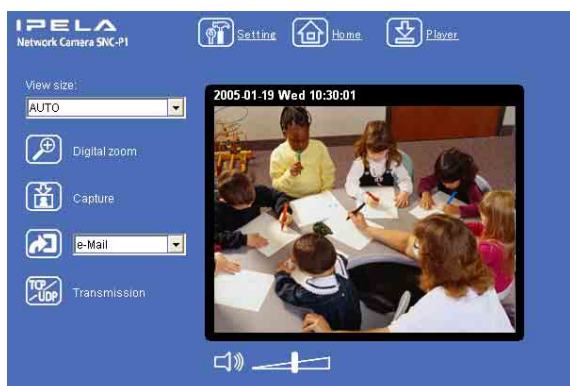 IPELA
Network Camera SNC-P1
Setting
Home
Player
View size:
AUTO
2005-01-19 Wed 10:30:01
Digital zoom
Capture
e-Mail
TCP/UDP
Transmission